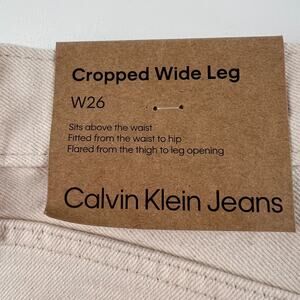 Cropped Wide Leg
W26
Sits above the waist
Fitted from the waist to hip
Flared from the thigh to leg opening
Calvin Klein Jeans